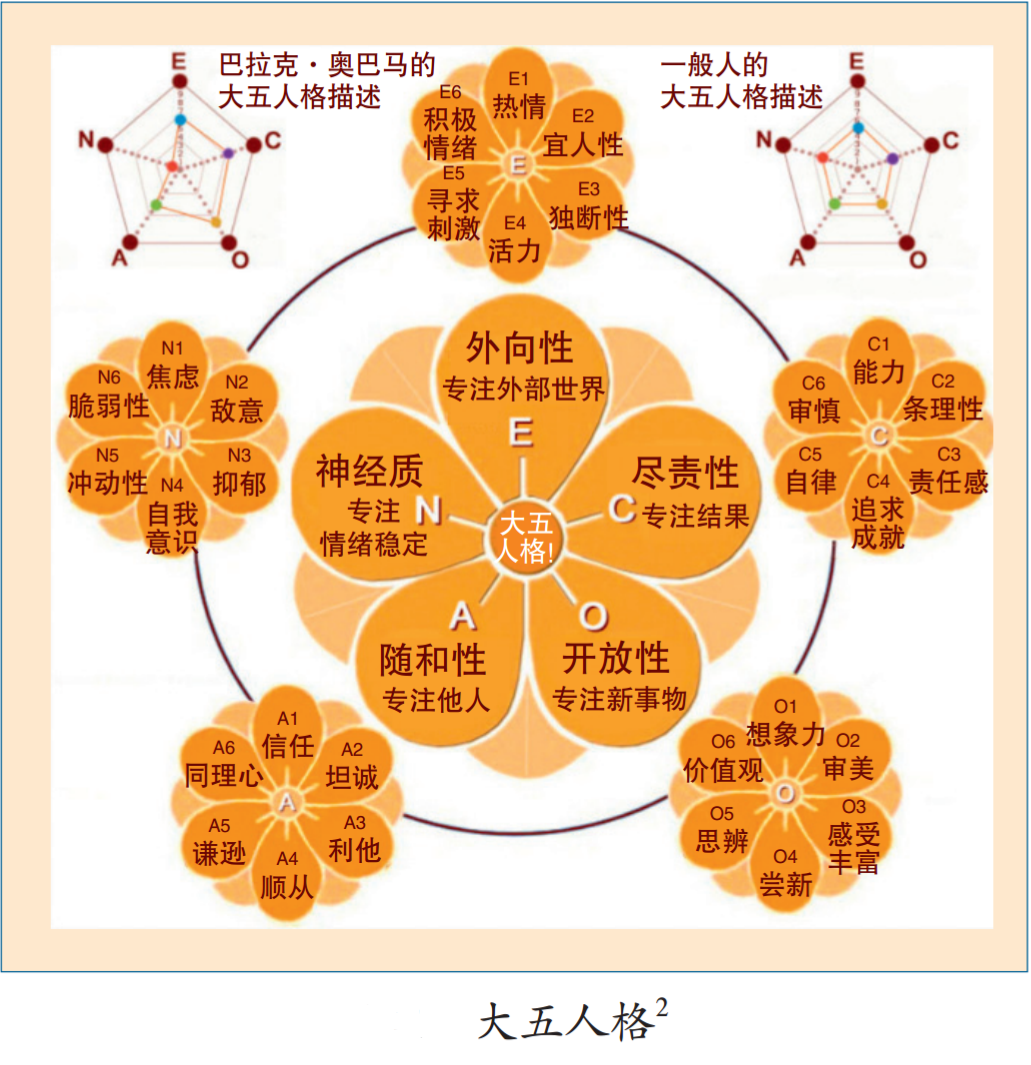 巴拉克·奥巴马的
大五人格描述
E
C
O
A
N
一般人的
大五人格描述
E
C
O
A
N
E1
热情
E2
宜人性
E3
独断性
E4
活力
E5
寻求
刺激
E6
积极
情绪
E
N1
焦虑
N2
敌意
N3
抑郁
N4
自我
意识
N5
冲动性
N6
脆弱性
N
外向性
专注外部世界
E
神经质
专注
情绪稳定
N
尽责性
C 专注结果
大五
人格!
A
随和性
专注他人
O
开放性
专注新事物
C1
能力
C2
条理性
C3
责任感
C4
追求
成就
C5
自律
C6
审慎
C
A1
信任
A2
坦诚
A3
利他
A4
顺从
A5
谦逊
A6
同理心
A
O1
想象力
O2
审美
O3
感受
丰富
O4
尝新
O5
思辨
O6
价值观
O
大五人格2